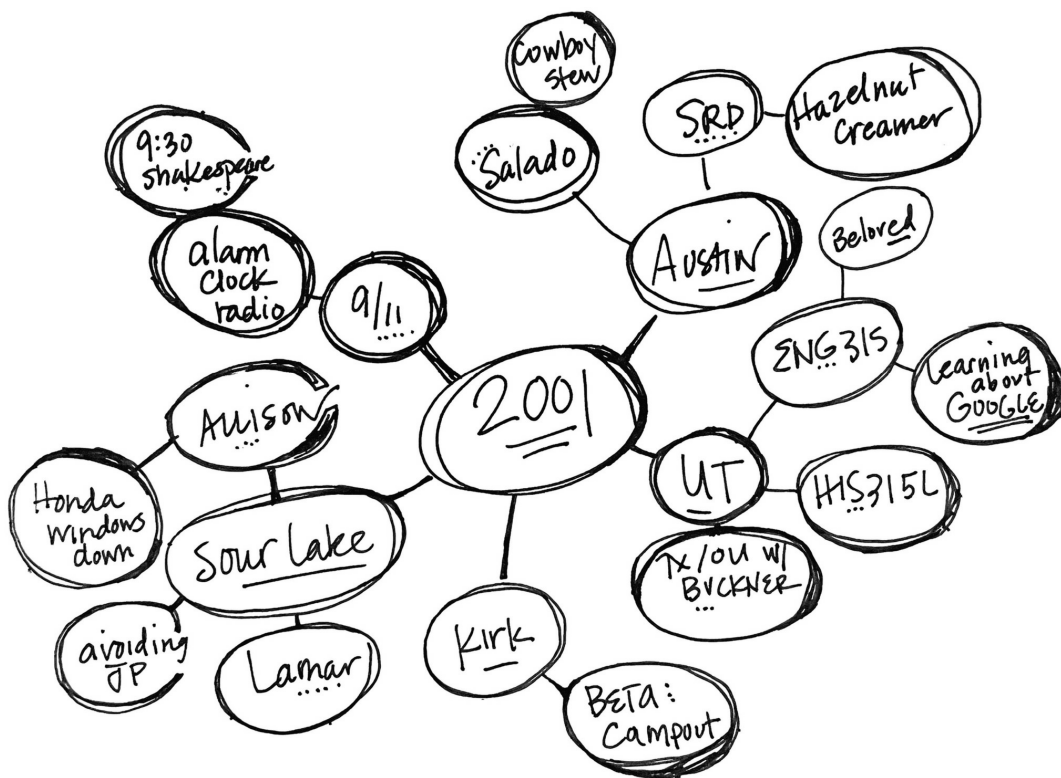 Cowboy
stew
SRD
Hazelnut
Creamer
9:30
shakespeare
Salado
alarm
clock
radio
Austin
Beloved
9/11
ENG315
Learning
about
GOOGLE
2001
Allison
UT
HIS315L
Honda
windows
down
Sour Lake
TX/OU W/
BUCKNER
Kirk
avoiding
JP
Lamar
BETA:
Campout